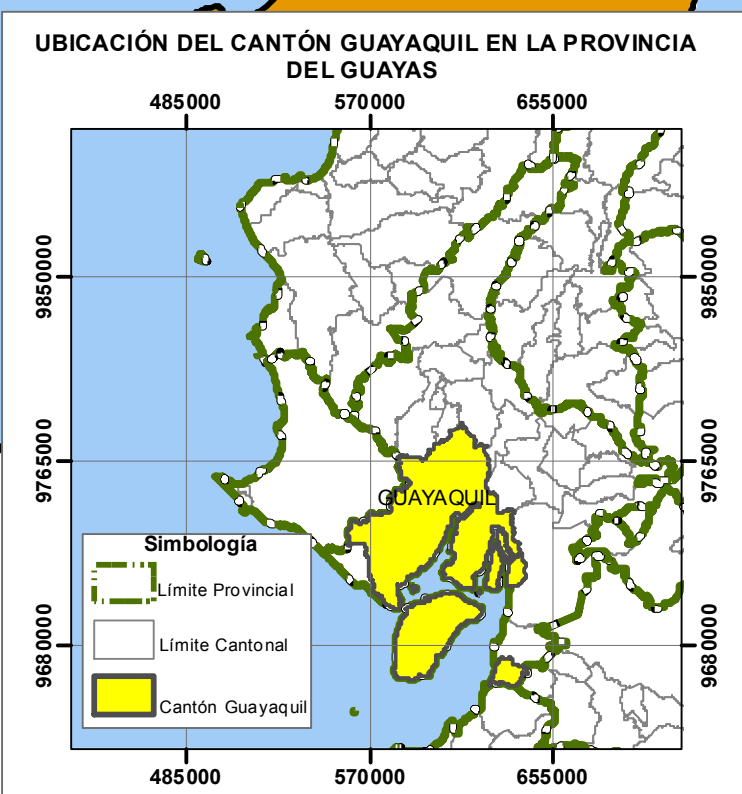 UBICACIÓN DEL CANTÓN GUAYAQUIL EN LA PROVINCIA
DEL GUAYAS
485000 570000 655000
9850000 9850000
9765000 9765000
GUAYAQUIL
Simbología
Límite Provincial
Límite Cantonal
Cantón Guayaquil
9680000 9680000
485000 570000 655000